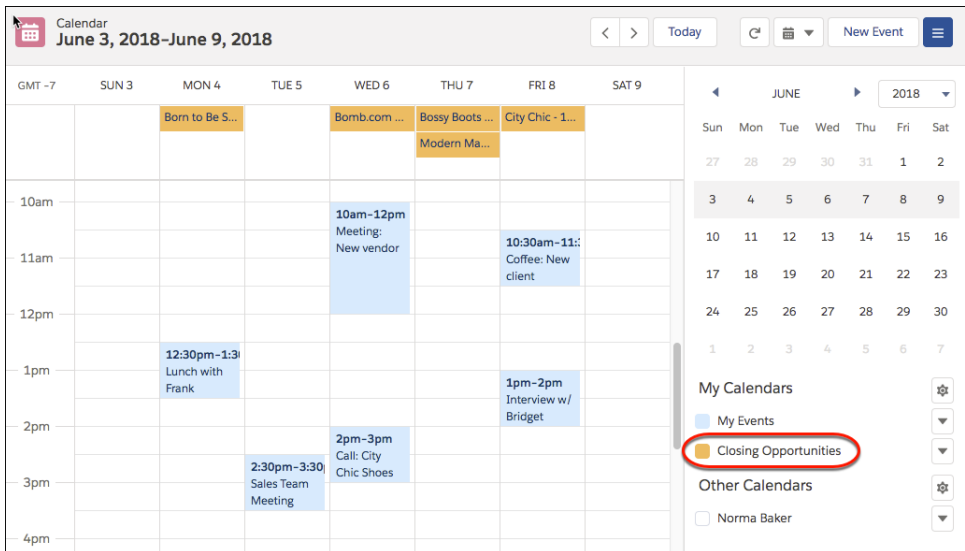 Calendar
June 3, 2018–June 9, 2018
Today
New Event
GMT -7 SUN 3 MON 4 TUE 5 WED 6 THU 7 FRI 8 SAT 9
Born to Be S... Bomb.com ... Bossy Boots ... City Chic - 1...
Modern Ma...
10am
10am–12pm
Meeting:
New vendor
10:30am–11:
Coffee: New
client
11am
12pm
12:30pm–1:3
Lunch with
Frank
1pm
1pm–2pm
Interview w/
Bridget
2pm
2pm–3pm
Call: City
Chic Shoes
2:30pm–3:30
Sales Team
Meeting
3pm
4pm
JUNE 2018
Sun Mon Tue Wed Thu Fri Sat
27 28 29 30 31 1 2
3 4 5 6 7 8 9
10 11 12 13 14 15 16
17 18 19 20 21 22 23
24 25 26 27 28 29 30
1 2 3 4 5 6 7
My Calendars
My Events
Closing Opportunities
Other Calendars
Norma Baker